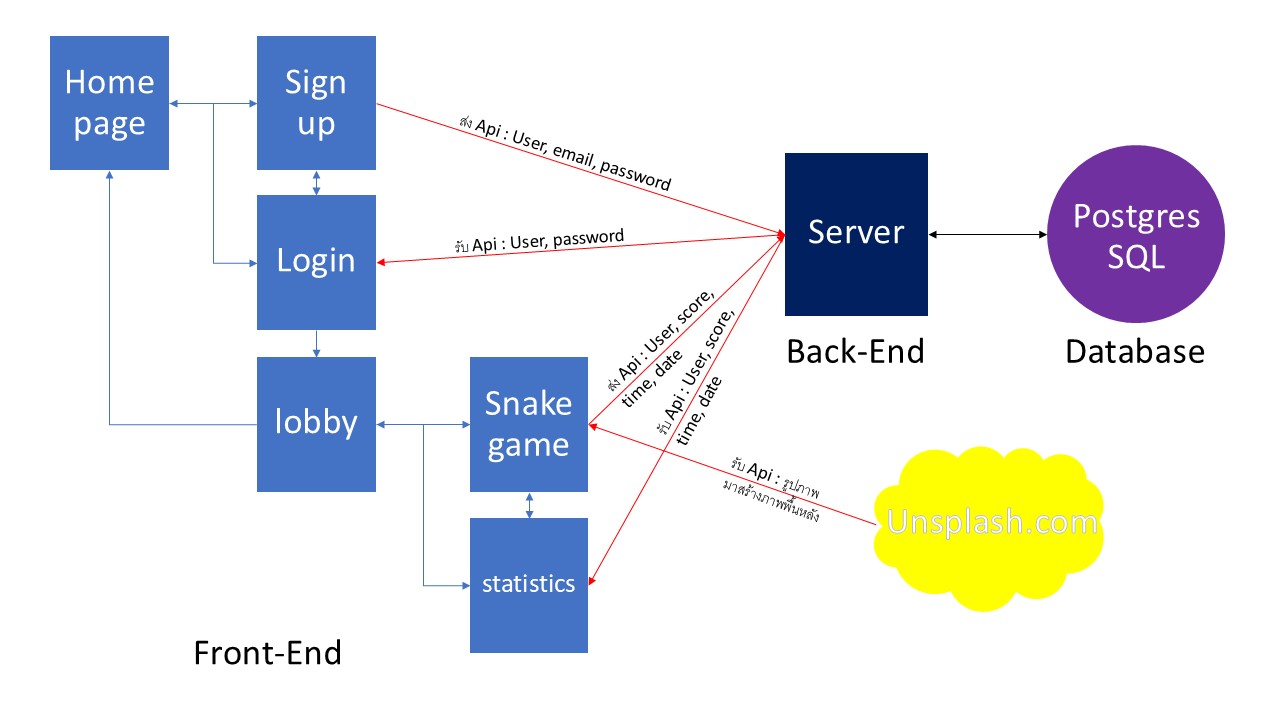 Home
page
Sign
up
ส่ง Api : User, email, password
Login
รับ Api : User, password
Server
Postgres
SQL
Back-End
Database
lobby
Snake
game
ส่ง Api : User, score,
time, date
รับ Api : User, score,
time, date
รับ Api : รูปภาพ
มาสร้างภาพพื้นหลัง
Unsplash.com
statistics
Front-End